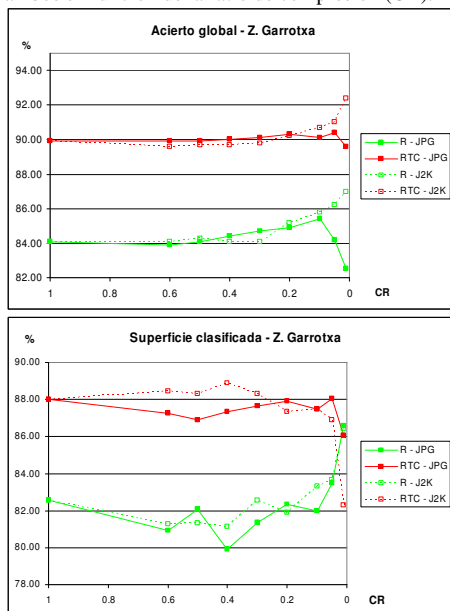 Acierto global - Z. Garrotxa
%
94.00
92.00
90.00
88.00
86.00
84.00
82.00
1 0.8 0.6 0.4 0.2 0 CR
R - JPG
RTC - JPG
R - J2K
RTC - J2K
Superficie clasificada - Z. Garrotxa
%
90.00
88.00
86.00
84.00
82.00
80.00
78.00
1 0.8 0.6 0.4 0.2 0 CR
R - JPG
RTC - JPG
R - J2K
RTC - J2K